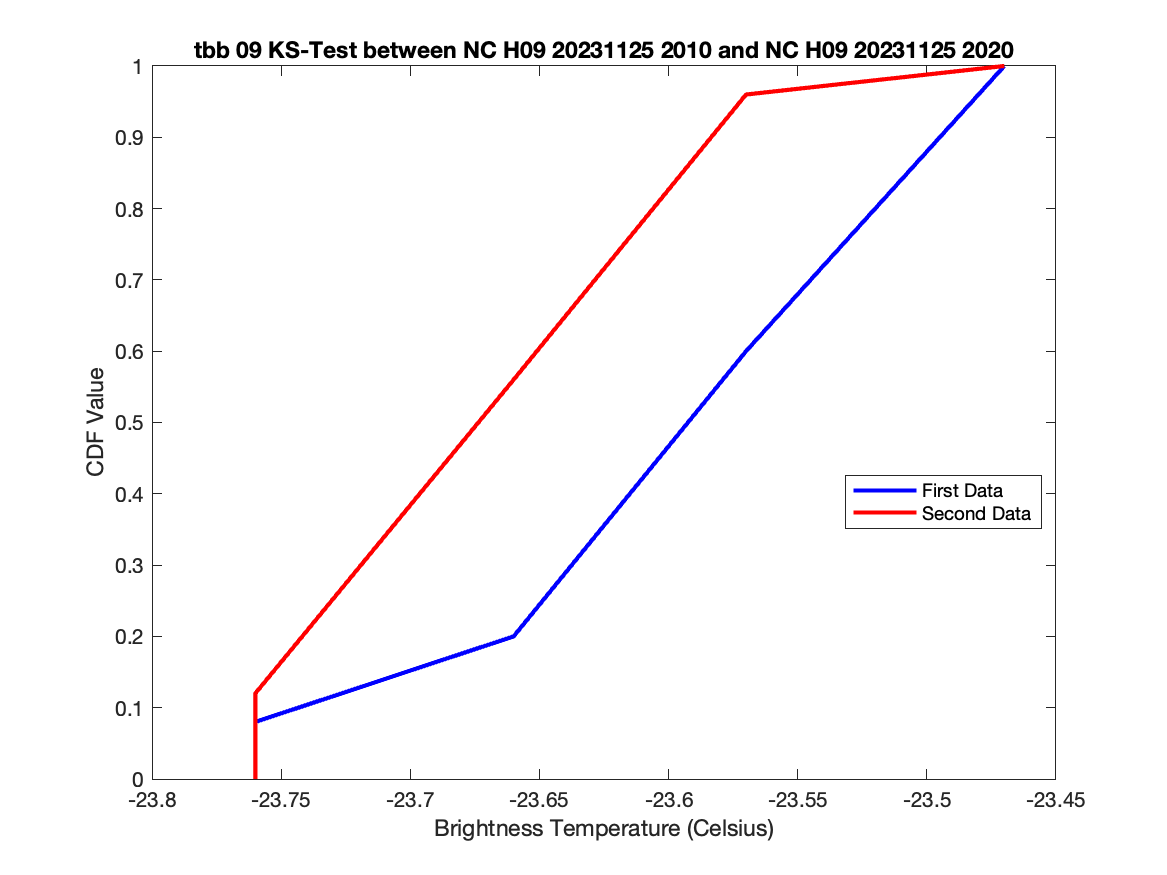 tbb 09 KS-Test between NC H09 20231125 2010 and NC H09 20231125 2020
1
0.9
0.8
0.7
0.6
0.5
0.4
0.3
0.2
0.1
0
CDF Value
First Data
Second Data
-23.8 -23.75 -23.7 -23.65 -23.6 -23.55 -23.5 -23.45
Brightness Temperature (Celsius)